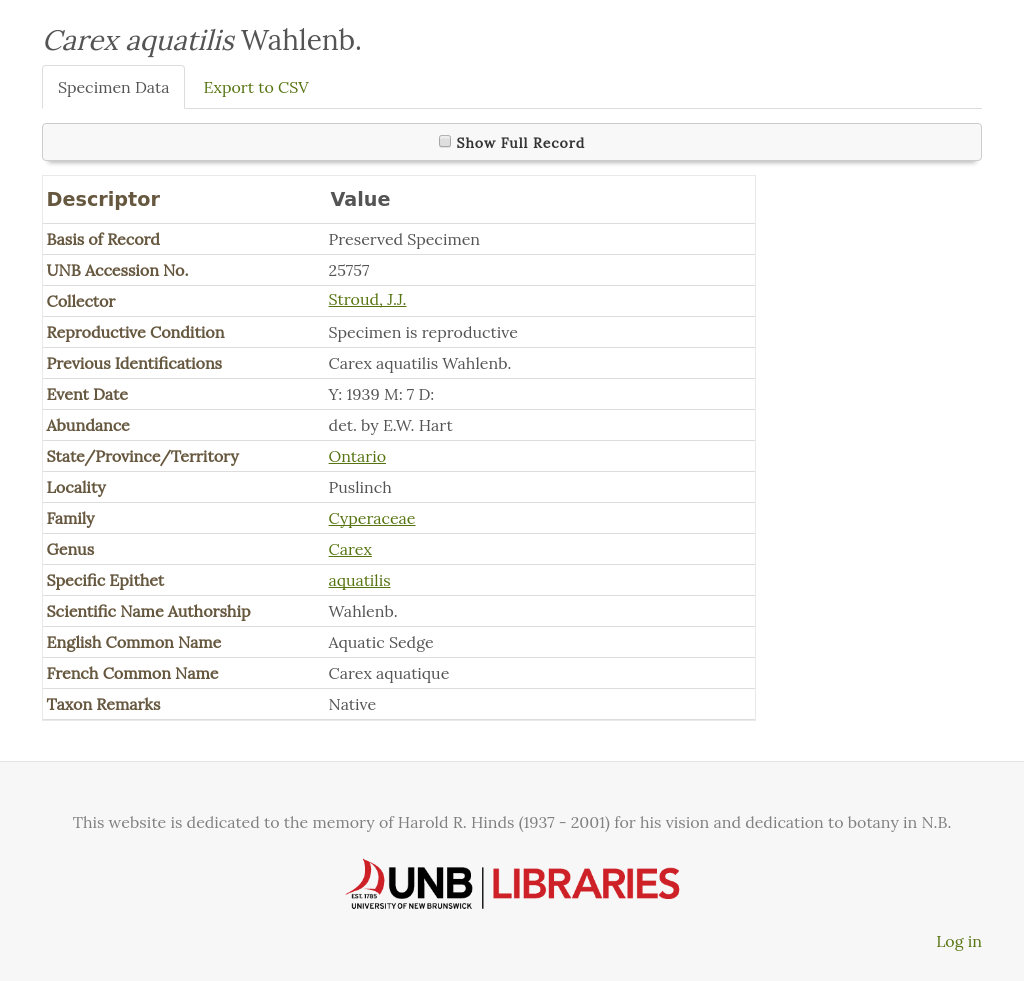 Carex aquatilis Wahlenb.
Specimen Data Export to CSV
Show Full Record
Descriptor Value
Basis of Record Preserved Specimen
UNB Accession No. 25757
Collector Stroud, J.J.
Reproductive Condition Specimen is reproductive
Previous Identifications Carex aquatilis Wahlenb.
Event Date Y: 1939 M: 7 D:
Abundance det. by E.W. Hart
State/Province/Territory Ontario
Locality Puslinch
Family Cyperaceae
Genus Carex
Specific Epithet aquatilis
Scientific Name Authorship Wahlenb.
English Common Name Aquatic Sedge
French Common Name Carex aquatique
Taxon Remarks Native
This website is dedicated to the memory of Harold R. Hinds (1937 - 2001) for his vision and dedication to botany in N.B.
EST. 1785 UNB LIBRARIES
UNIVERSITY OF NEW BRUNSWICK
Log in